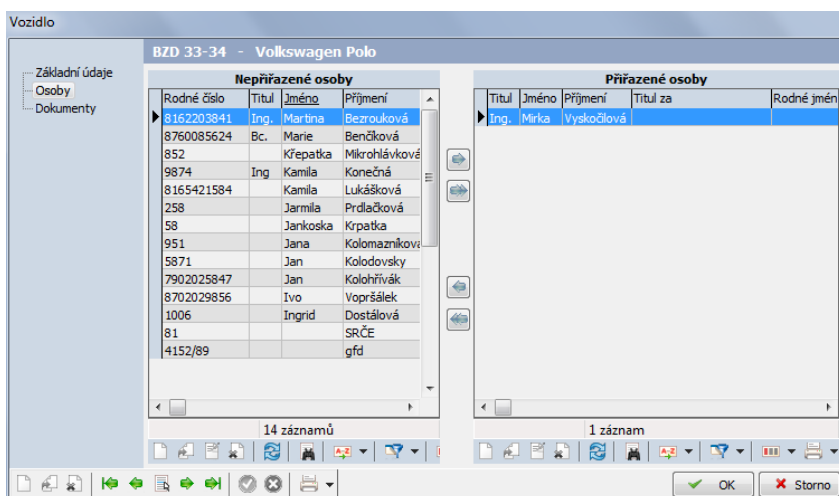 Vozidlo
BZD 33-34 - Volkswagen Polo
Základní údaje
Osoby
Dokumenty
Nepřiřazené osoby
Rodné číslo Titul Jméno Příjmení
8162203841 Ing. Martina Bezrouková
8760085624 Bc. Marie Benčíková
852 Křepatka Mikrohlávková
9874 Ing Kamila Konečná
8165421584 Kamila Lukášková
258 Jarmila Prdlačková
58 Jankoska Krpatka
951 Jana Kolomazníkova
5871 Jan Kolodovsky
7902025847 Jan Kolohřívák
8702029856 Ivo Vopršálek
1006 Ingrid Dostálová
81 SRČE
4152/89 gfd
14 záznamů
Přiřazené osoby
Titul Jméno Příjmení Titul za Rodné jmén
Ing. Mirka Vyskočilová
1 záznam
OK Storno